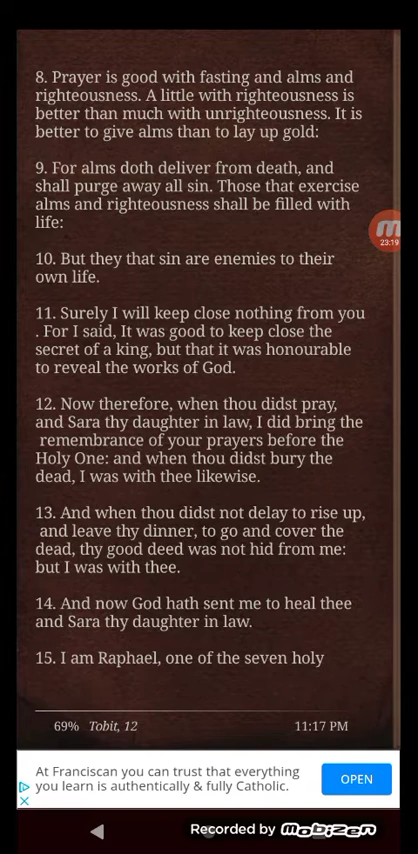 8. Prayer is good with fasting and alms and
righteousness. A little with righteousness is
better than much with unrighteousness. It is
better to give alms than to lay up gold:
9. For alms doth deliver from death, and
shall purge away all sin. Those that exercise
alms and righteousness shall be filled with
life:
23:19
10. But they that sin are enemies to their
own life.
11. Surely I will keep close nothing from you
. For I said, It was good to keep close the
secret of a king, but that it was honourable
to reveal the works of God.
12. Now therefore, when thou didst pray,
and Sara thy daughter in law, I did bring the
remembrance of your prayers before the
Holy One: and when thou didst bury the
dead, I was with thee likewise.
13. And when thou didst not delay to rise up,
and leave thy dinner, to go and cover the
dead, thy good deed was not hid from me:
but I was with thee.
14. And now God hath sent me to heal thee
and Sara thy daughter in law.
15. I am Raphael, one of the seven holy
69% Tobit, 12 11:17 PM
At Franciscan you can trust that everything
you learn is authentically & fully Catholic.
OPEN
Recorded by mobizen